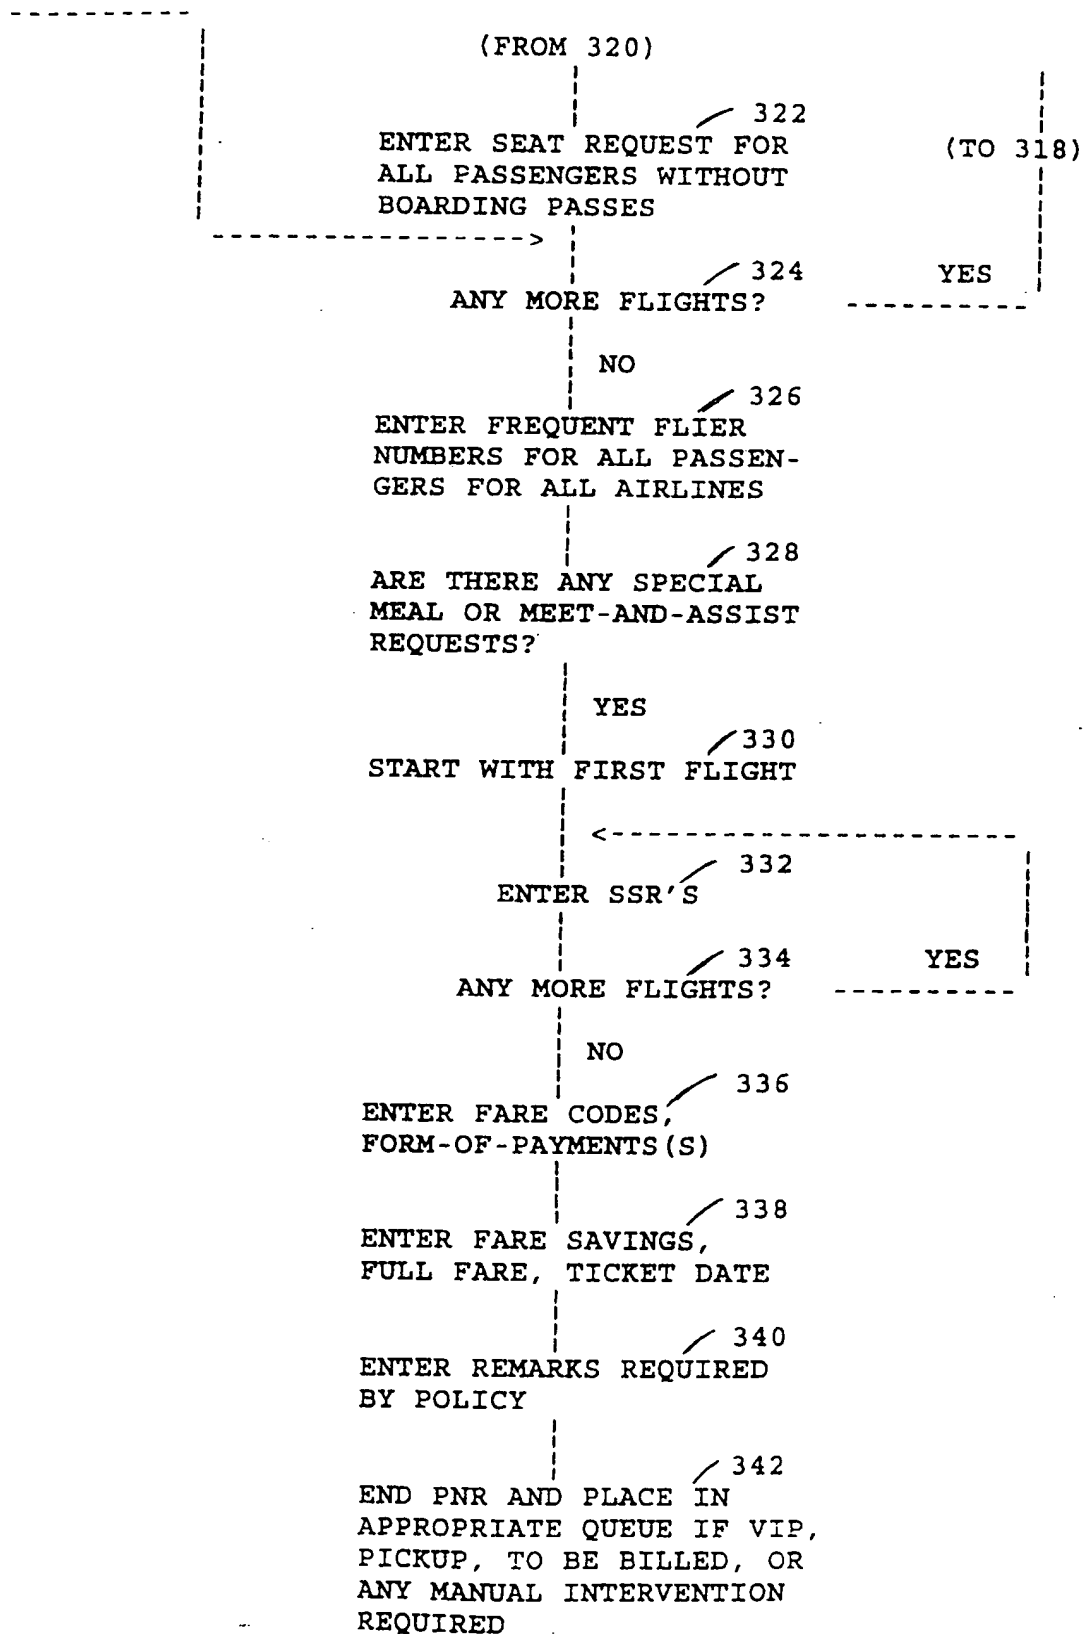 (FROM 320)
322
ENTER SEAT REQUEST FOR
ALL PASSENGERS WITHOUT
BOARDING PASSES
(TO 318)
324
YES
ANY MORE FLIGHTS?
NO
326
ENTER FREQUENT FLIER
NUMBERS FOR ALL PASSEN-
GERS FOR ALL AIRLINES
328
ARE THERE ANY SPECIAL
MEAL OR MEET-AND-ASSIST
REQUESTS?
YES
330
START WITH FIRST FLIGHT
332
ENTER SSR'S
334
YES
ANY MORE FLIGHTS?
NO
336
ENTER FARE CODES,
FORM-OF-PAYMENTS(S)
338
ENTER FARE SAVINGS,
FULL FARE, TICKET DATE
340
ENTER REMARKS REQUIRED
BY POLICY
342
END PNR AND PLACE IN
APPROPRIATE QUEUE IF VIP,
PICKUP, TO BE BILLED, OR
ANY MANUAL INTERVENTION
REQUIRED